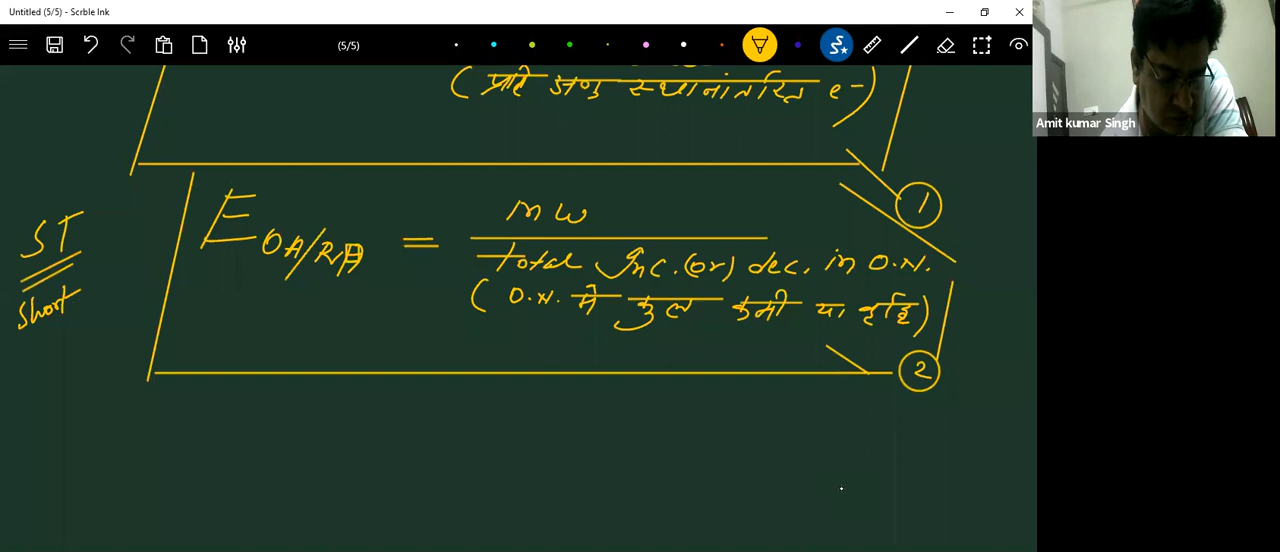 Untitled (5/5) - Scrble Ink
(5/5)
Amit kumar Singh
(प्रति अणु स्थानांतरित e-)
1
ST
short
E OA/RA = MW
Total Inc. (or) dec. in O.N.
(O.N. में कुल कमी या वृद्धि)
2